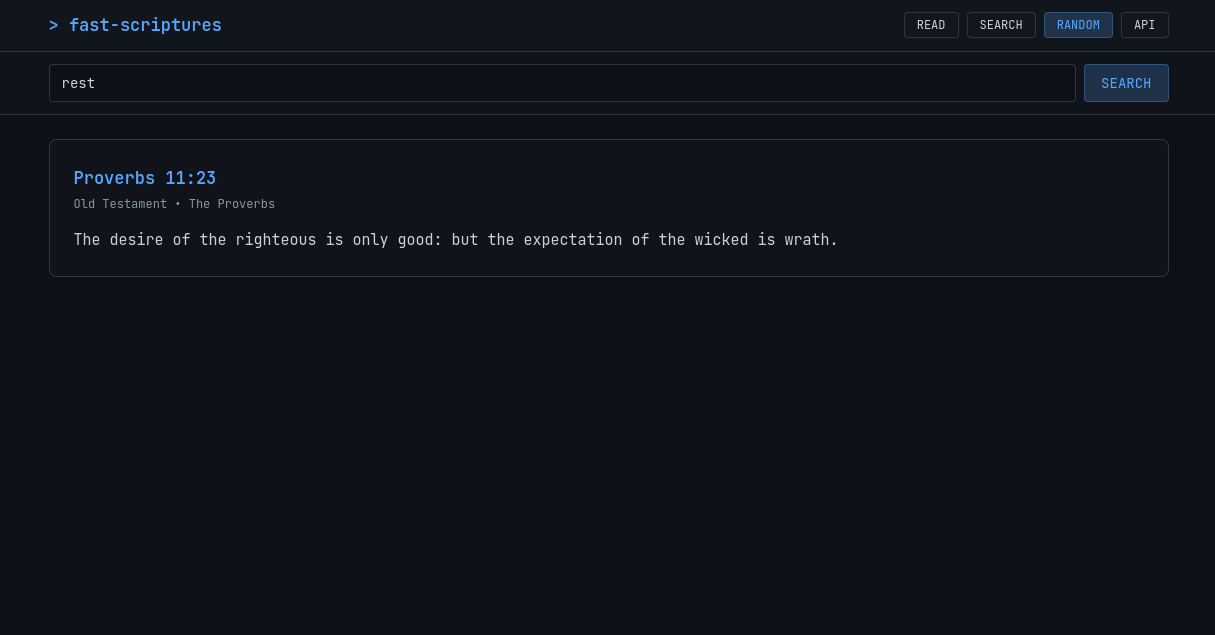 > fast-scriptures
READ SEARCH RANDOM API
rest
SEARCH
Proverbs 11:23
Old Testament • The Proverbs
The desire of the righteous is only good: but the expectation of the wicked is wrath.